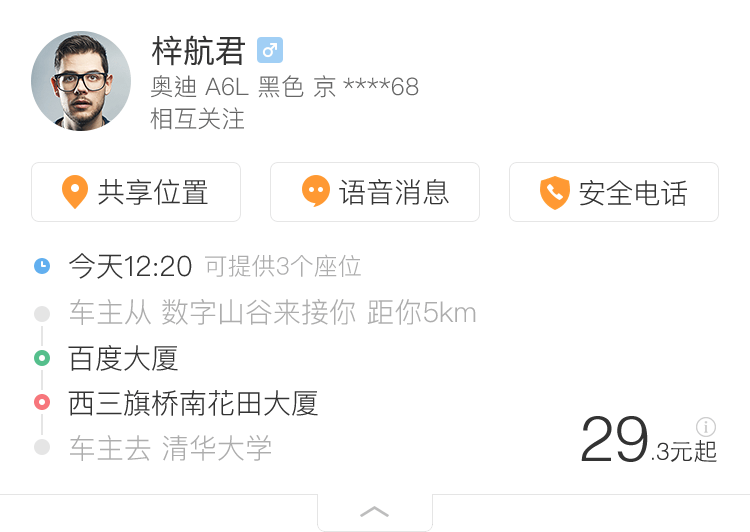 梓航君
奥迪 A6L 黑色 京 ****68
相互关注
共享位置 语音消息 安全电话
今天12:20 可提供3个座位
车主从 数字山谷来接你 距你5km
百度大厦
西三旗桥南花田大厦
车主去 清华大学
29.3元起